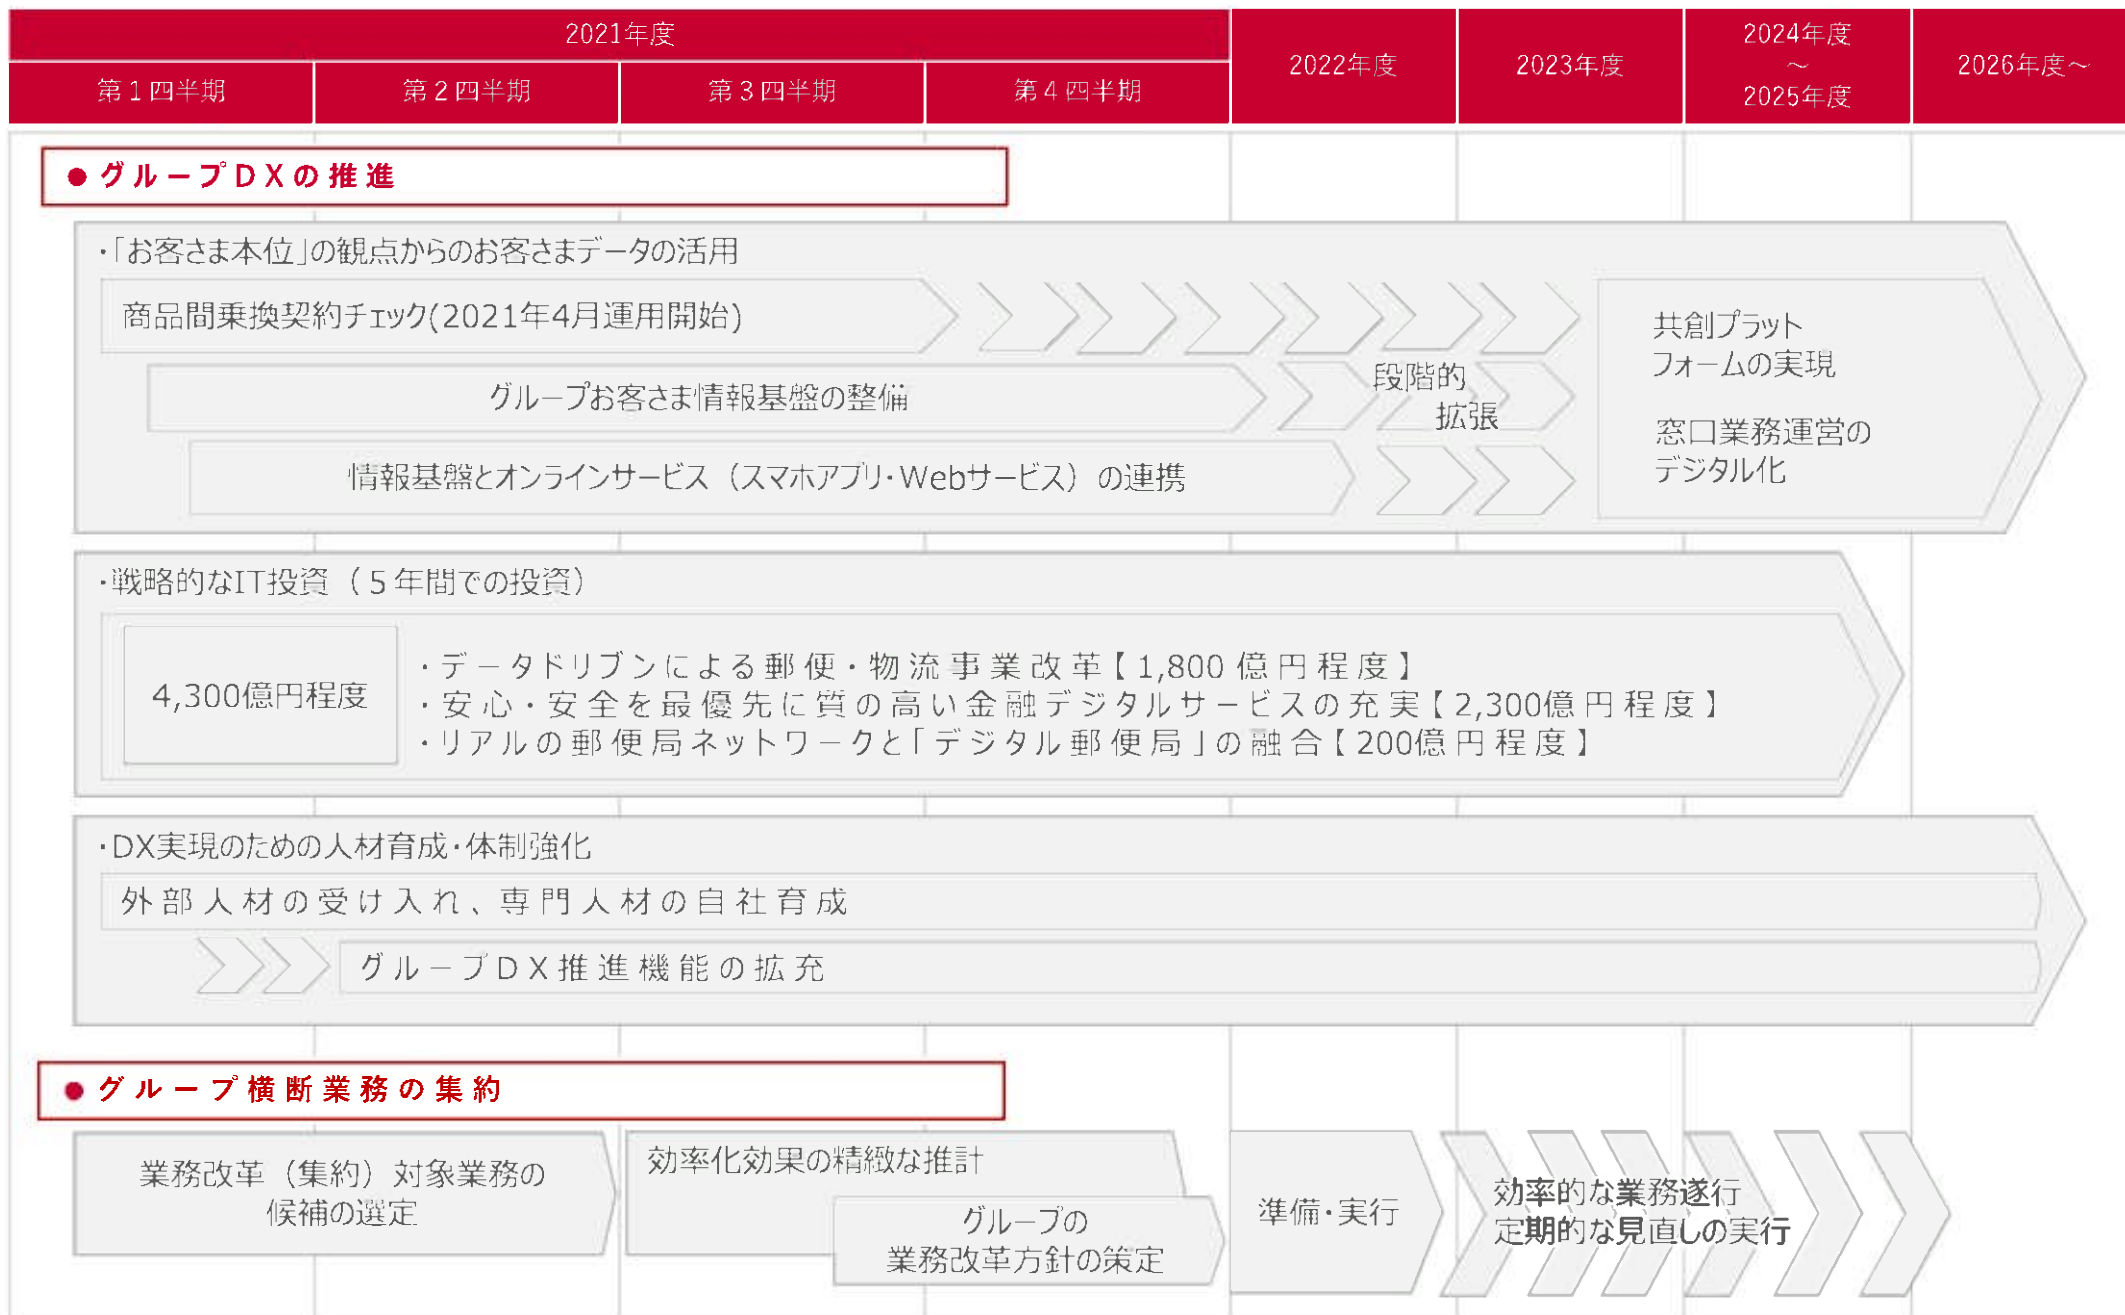 2021年度
第1四半期
第2四半期
第3四半期
第4四半期
2022年度
2023年度
2024年度
～
2025年度
2026年度～
●グループDXの推進
・「お客さま本位」の観点からのお客さまデータの活用
商品間乗換契約チェック(2021年4月運用開始)
グループお客さま情報基盤の整備
情報基盤とオンラインサービス（スマホアプリ・Webサービス）の連携
段階的
拡張
共創プラット
フォームの実現
窓口業務運営の
デジタル化
・戦略的なIT投資（５年間での投資）
4,300億円程度
・データドリブンによる郵便・物流事業改革【1,800億円程度】
・安心・安全を最優先に質の高い金融デジタルサービスの充実【2,300億円程度】
・リアルの郵便局ネットワークと「デジタル郵便局」の融合【200億円程度】
・DX実現のための人材育成・体制強化
外部人材の受け入れ、専門人材の自社育成
グループDX推進機能の拡充
●グループ横断業務の集約
業務改革（集約）対象業務の
候補の選定
効率化効果の精緻な推計
グループの
業務改革方針の策定
準備・実行
効率的な業務遂行
定期的な見直しの実行